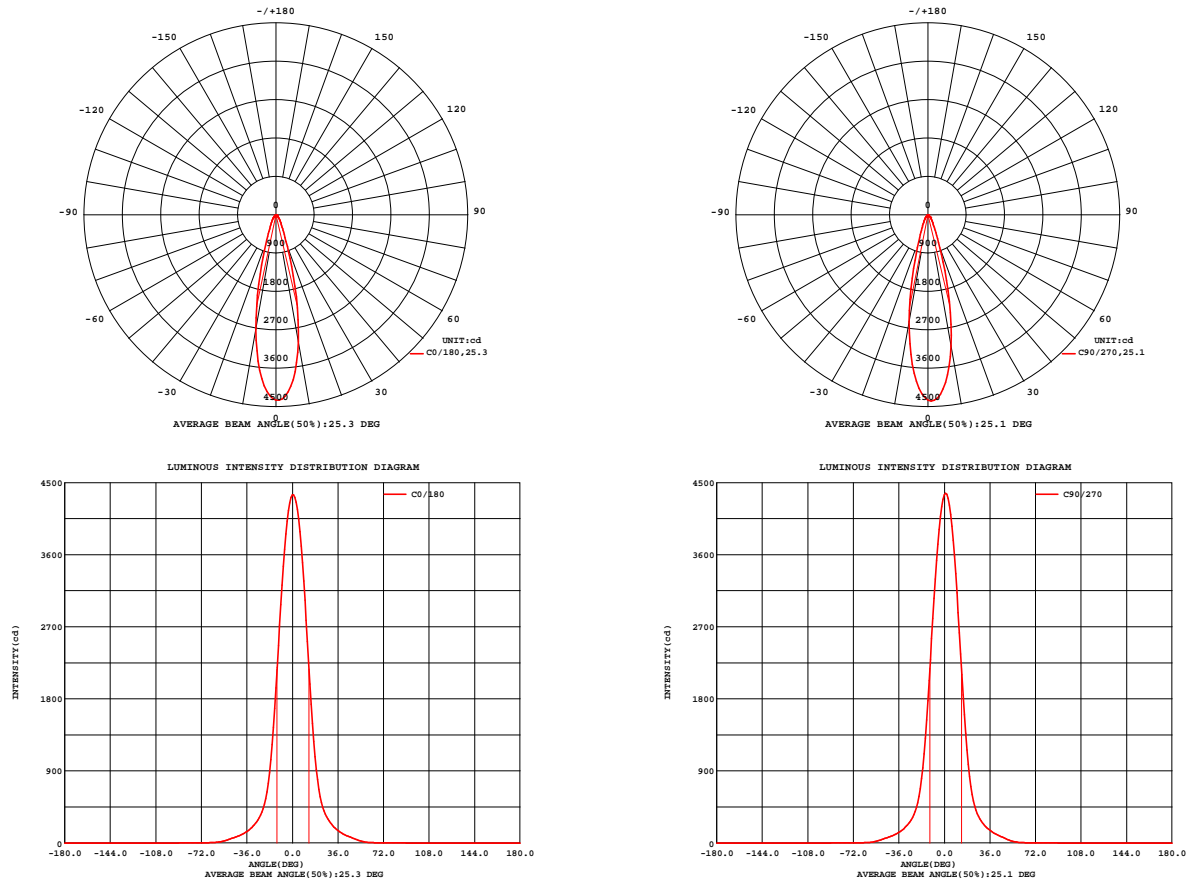 -/+180
-150
150
-120
120
-90
90
0
900
1800
2700
3600
4500
-60
60
-30
30
0
UNIT:cd
C0/180,25.3
AVERAGE BEAM ANGLE(50%):25.3 DEG
-/+180
-150
150
-120
120
-90
90
0
900
1800
2700
3600
4500
-60
60
-30
30
0
UNIT:cd
C90/270,25.1
AVERAGE BEAM ANGLE(50%):25.1 DEG
LUMINOUS INTENSITY DISTRIBUTION DIAGRAM
C0/180
INTENSITY(cd)
4500
3600
2700
1800
900
0
-180.0 -144.0 -108.0 -72.0 -36.0 0.0 36.0 72.0 108.0 144.0 180.0
ANGLE(DEG)
AVERAGE BEAM ANGLE(50%):25.3 DEG
LUMINOUS INTENSITY DISTRIBUTION DIAGRAM
C90/270
INTENSITY(cd)
4500
3600
2700
1800
900
0
-180.0 -144.0 -108.0 -72.0 -36.0 0.0 36.0 72.0 108.0 144.0 180.0
ANGLE(DEG)
AVERAGE BEAM ANGLE(50%):25.1 DEG